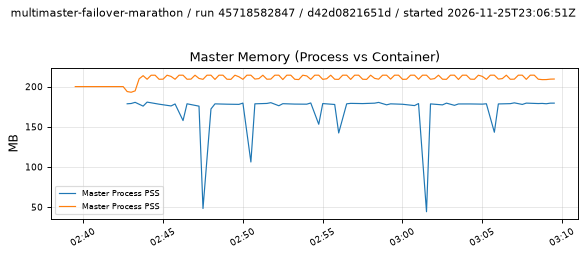 multimaster-failover-marathon / run 45718582847 / d42d0821651d / started 2026-11-25T23:06:51Z
Master Memory (Process vs Container)
MB
200
150
100
50
Master Process PSS
Master Process PSS
02:40
02:45
02:50
02:55
03:00
03:05
03:10